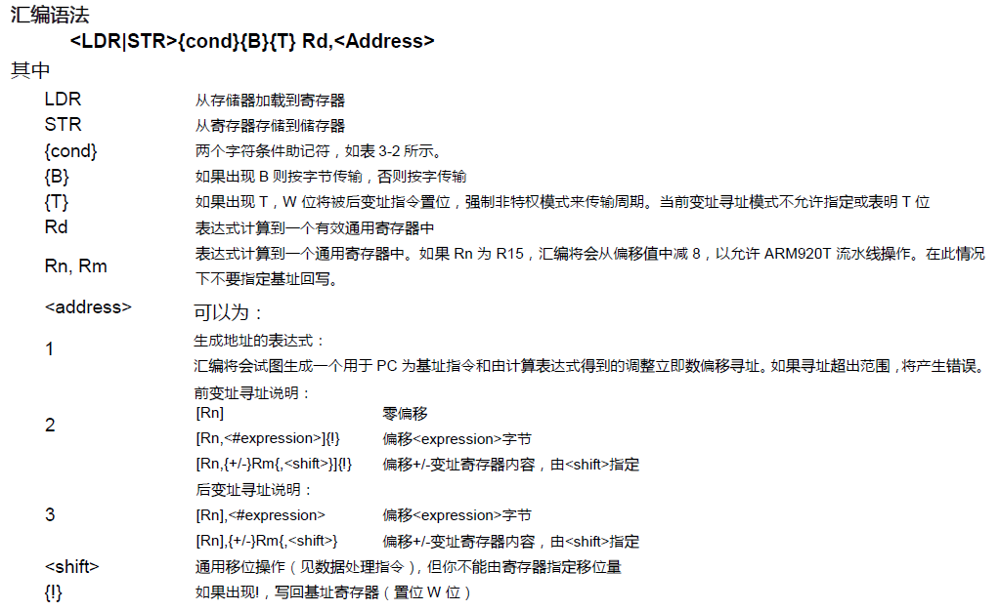 汇编语法
<LDR|STR>{cond}{B}{T} Rd,<Address>
其中
LDR 从存储器加载到寄存器
STR 从寄存器存储到储存器
{cond} 两个字符条件助记符，如表 3-2 所示。
{B} 如果出现 B 则按字节传输，否则按字传输
{T} 如果出现 T，W 位将被后变址指令置位，强制非特权模式来传输周期。当前变址寻址模式不允许指定或表明 T 位
Rd 表达式计算到一个有效通用寄存器中
Rn, Rm 表达式计算到一个通用寄存器中。如果 Rn 为 R15，汇编将会从偏移值中减 8，以允许 ARM920T 流水线操作。在此情况
下不要指定基址回写。
<address> 可以为：
1 生成地址的表达式：
汇编将会试图生成一个用于 PC 为基址指令和由计算表达式得到的调整立即数偏移寻址。如果寻址超出范围，将产生错误。
2 前变址寻址说明：
[Rn] 零偏移
[Rn,<#expression>]{!} 偏移<expression>字节
[Rn,{+/-}Rm{,<shift>}]{!} 偏移+/-变址寄存器内容，由<shift>指定
3 后变址寻址说明：
[Rn],<#expression> 偏移<expression>字节
[Rn],{+/-}Rm{,<shift>} 偏移+/-变址寄存器内容，由<shift>指定
<shift> 通用移位操作（见数据处理指令），但你不能由寄存器指定移位量
{!} 如果出现!，写回基址寄存器（置位 W 位）